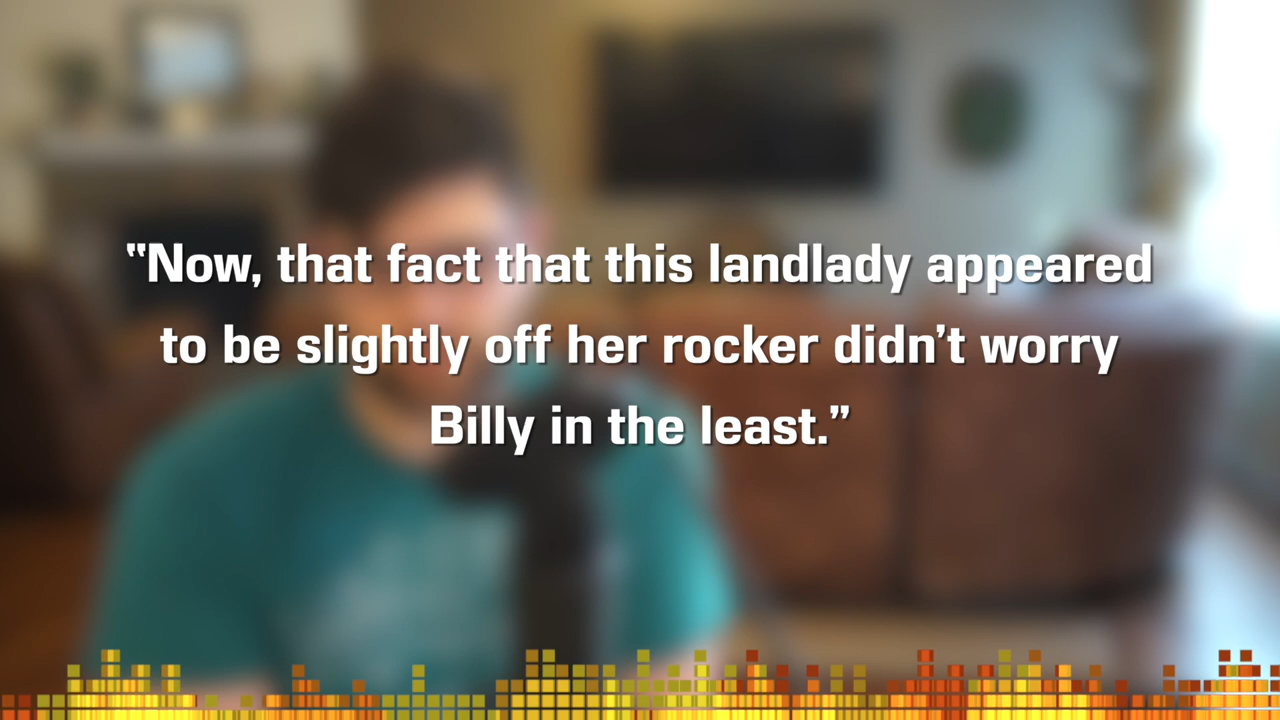 “Now, that fact that this landlady appeared
to be slightly off her rocker didn’t worry
Billy in the least.”